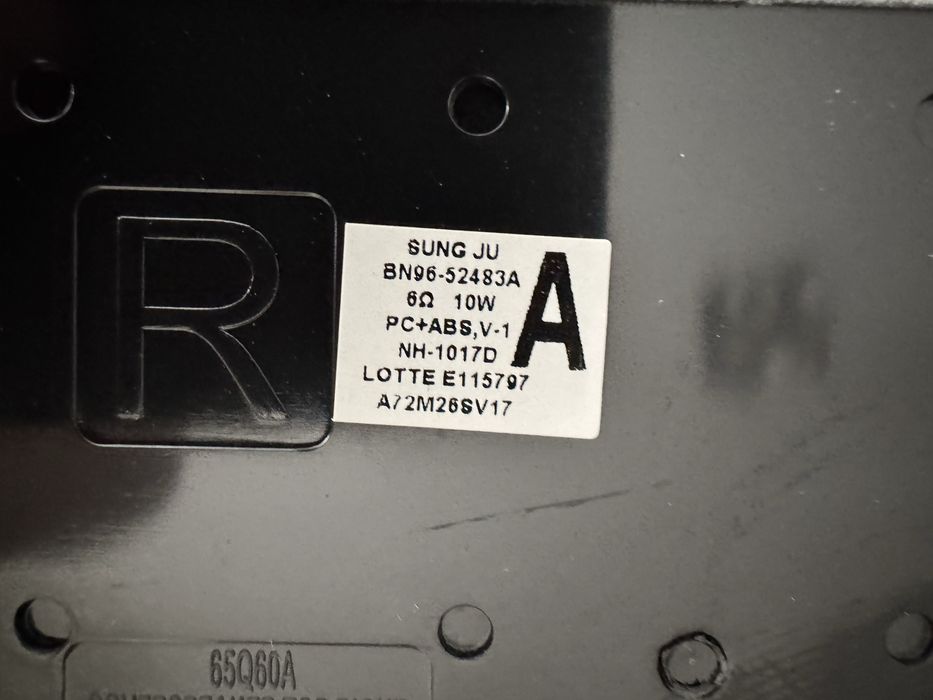 R
SUNG JU
BN96-52483A
6Ω 10W
PC+ABS,V-1
NH-1017D
LOTTE E115797
A72M26SV17
A
65Q60A